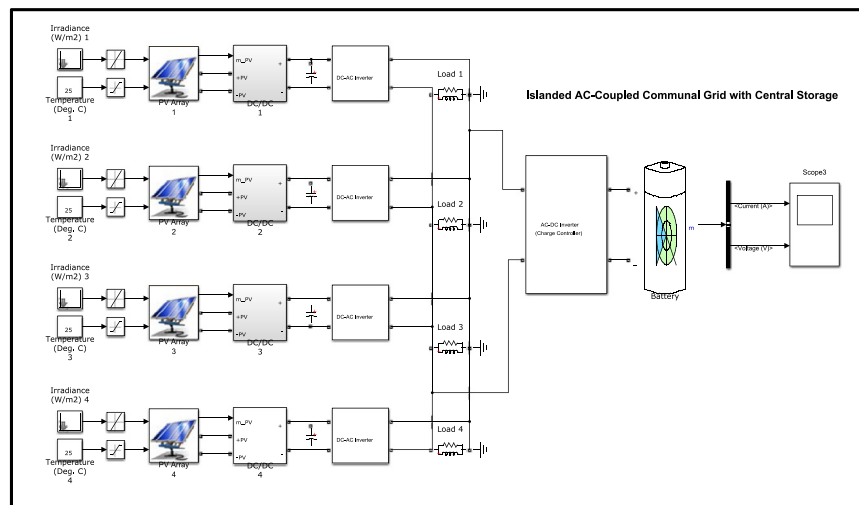 Islanded AC-Coupled Communal Grid with Central Storage
Irradiance
(W/m2) 1
25
Temperature
(Deg. C)
1
PV Array
1
m_PV
+PV
-PV
+
-
DC/DC
1
DC-AC Inverter
Load 1
Irradiance
(W/m2) 2
25
Temperature
(Deg. C)
2
PV Array
2
m_PV
+PV
-PV
+
-
DC/DC
2
DC-AC Inverter
Load 2
Irradiance
(W/m2) 3
25
Temperature
(Deg. C)
3
PV Array
3
m_PV
+PV
-PV
+
-
DC/DC
3
DC-AC Inverter
Load 3
Irradiance
(W/m2) 4
25
Temperature
(Deg. C)
4
PV Array
4
m_PV
+PV
-PV
+
-
DC/DC
4
DC-AC Inverter
Load 4
AC-DC Inverter
(Charge Controller)
+
m
-
Battery
<Current (A)>
<Voltage (V)>
Scope3